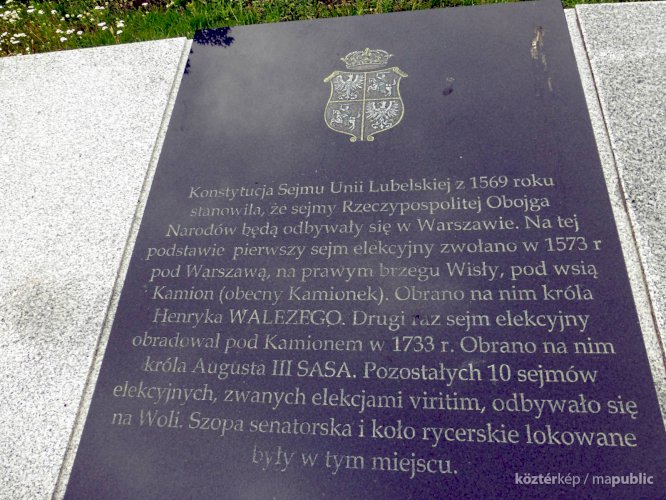 Konstytucja Sejmu Unii Lubelskiej z 1569 roku
stanowiła, że sejmy Rzeczypospolitej Obojga
Narodów będą odbywały się w Warszawie. Na tej
podstawie pierwszy sejm elekcyjny zwołano w 1573 r
pod Warszawą, na prawym brzegu Wisły, pod wsią
Kamion (obecny Kamionek). Obrano na nim króla
Henryka WALEZEGO. Drugi raz sejm elekcyjny
obradował pod Kamionem w 1733 r. Obrano na nim
króla Augusta III SASA. Pozostałych 10 sejmów
elekcyjnych, zwanych elekcjami viritim, odbywało się
na Woli. Szopa senatorska i koło rycerskie lokowane
były w tym miejscu.
köztérkép / mapublic